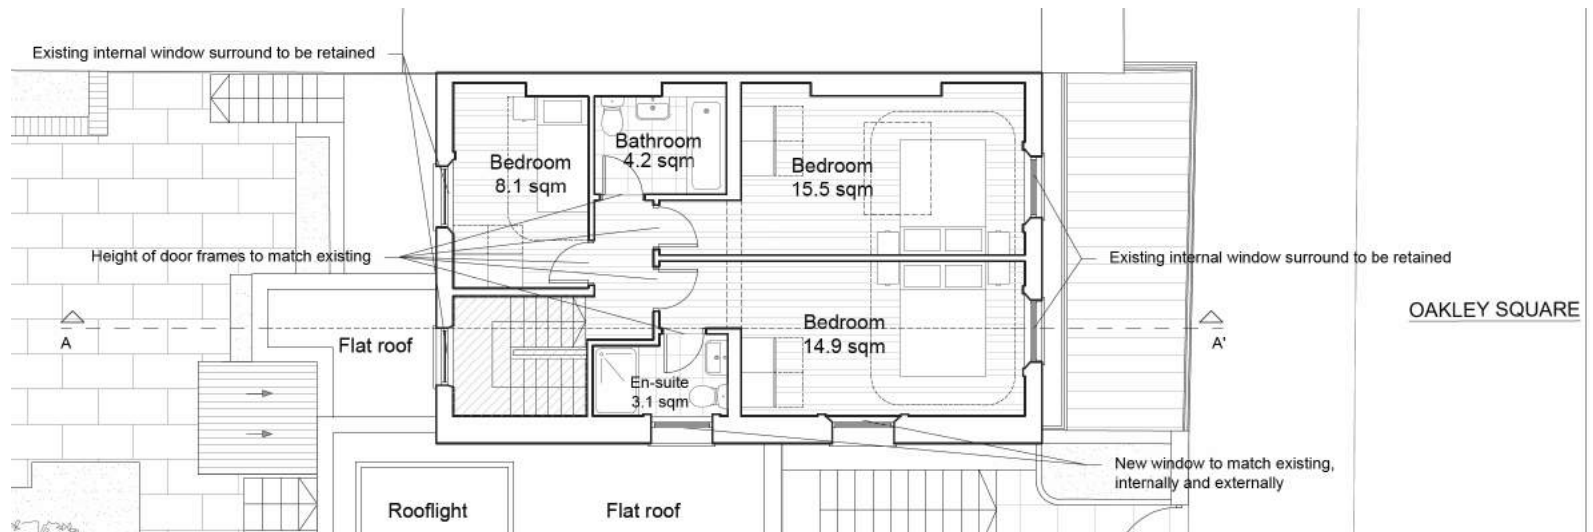 Existing internal window surround to be retained
Bedroom
8.1 sqm
Bathroom
4.2 sqm
Bedroom
15.5 sqm
Height of door frames to match existing
Existing internal window surround to be retained
OAKLEY SQUARE
A
Flat roof
Bedroom
14.9 sqm
A'
En-suite
3.1 sqm
New window to match existing,
internally and externally
Rooflight
Flat roof